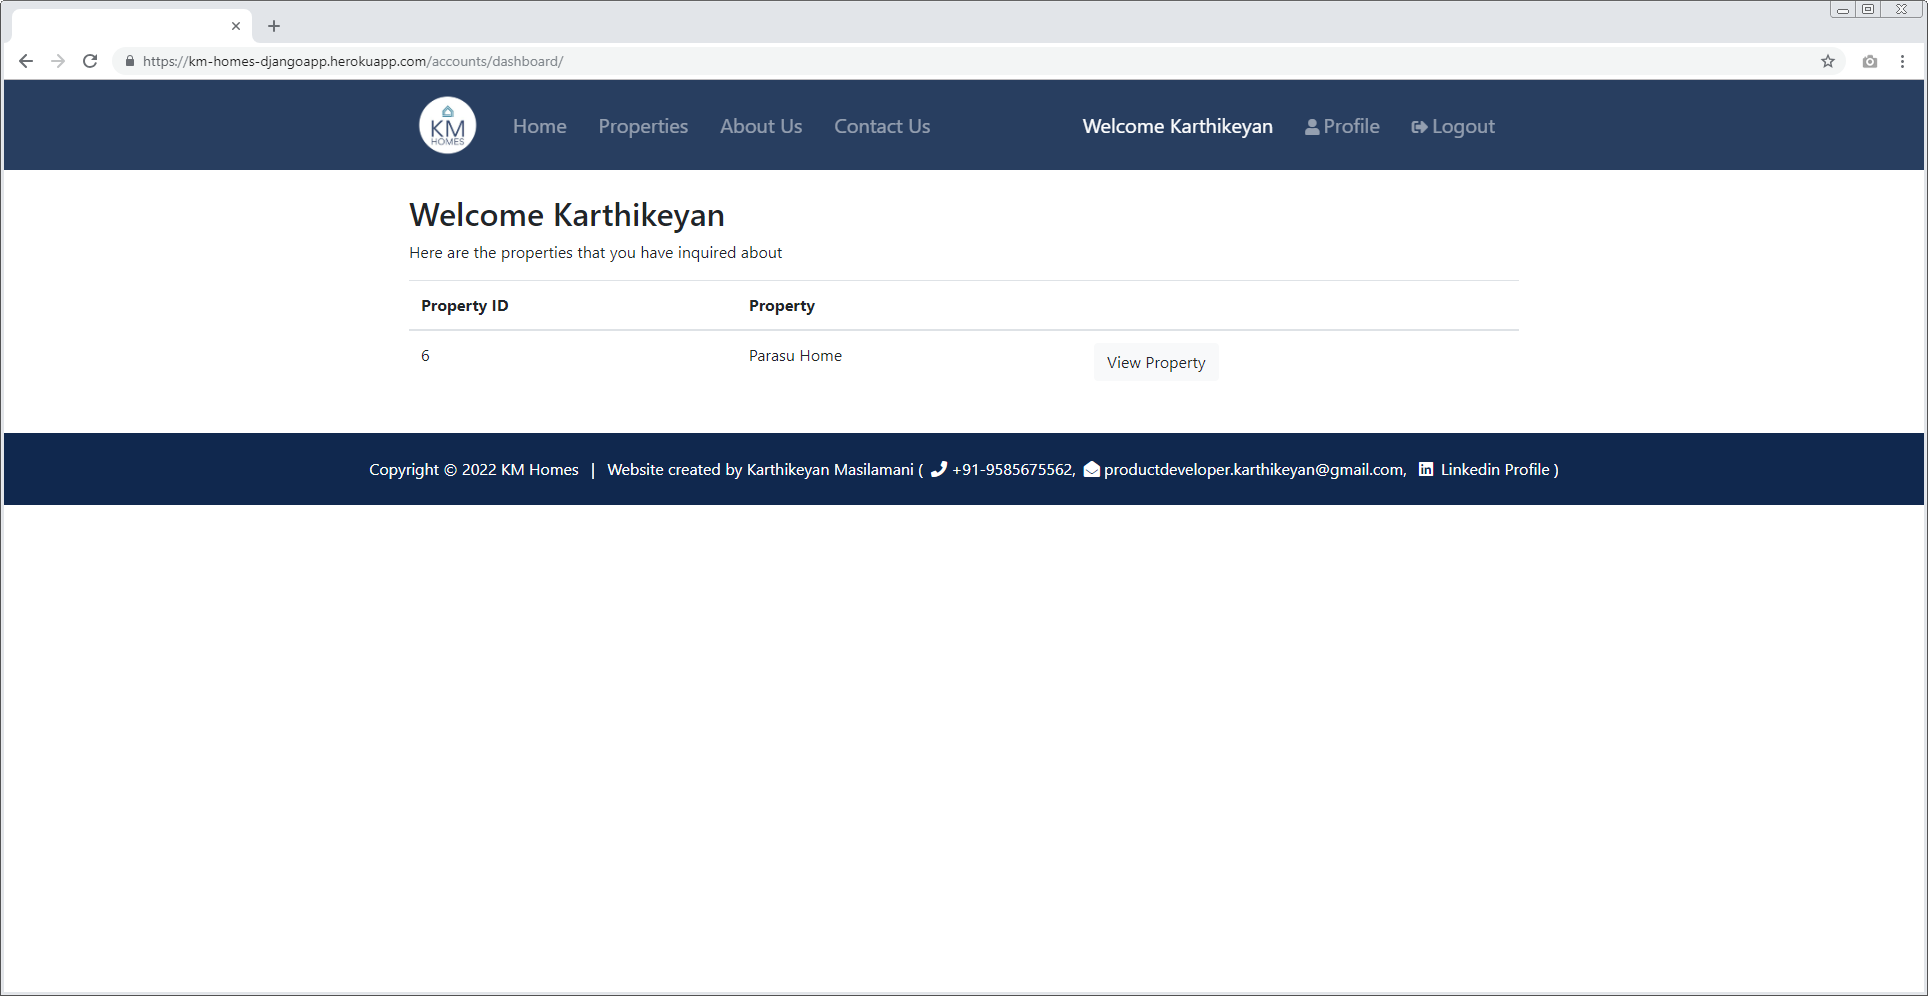 https://km-homes-djangoapp.herokuapp.com/accounts/dashboard/
KM
HOMES
Home Properties About Us Contact Us Welcome Karthikeyan Profile Logout
Welcome Karthikeyan
Here are the properties that you have inquired about
Property ID Property
6 Parasu Home View Property
Copyright © 2022 KM Homes | Website created by Karthikeyan Masilamani ( +91-9585675562, productdeveloper.karthikeyan@gmail.com, in Linkedin Profile )